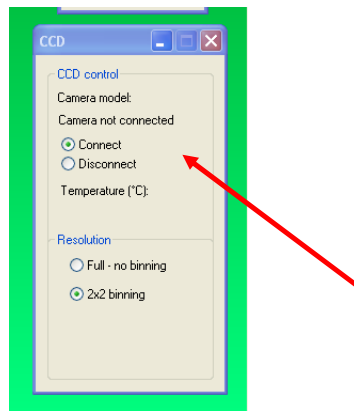 CCD
CCD control
Camera model:
Camera not connected
Connect
Disconnect
Temperature (°C):
Resolution
Full - no binning
2x2 binning